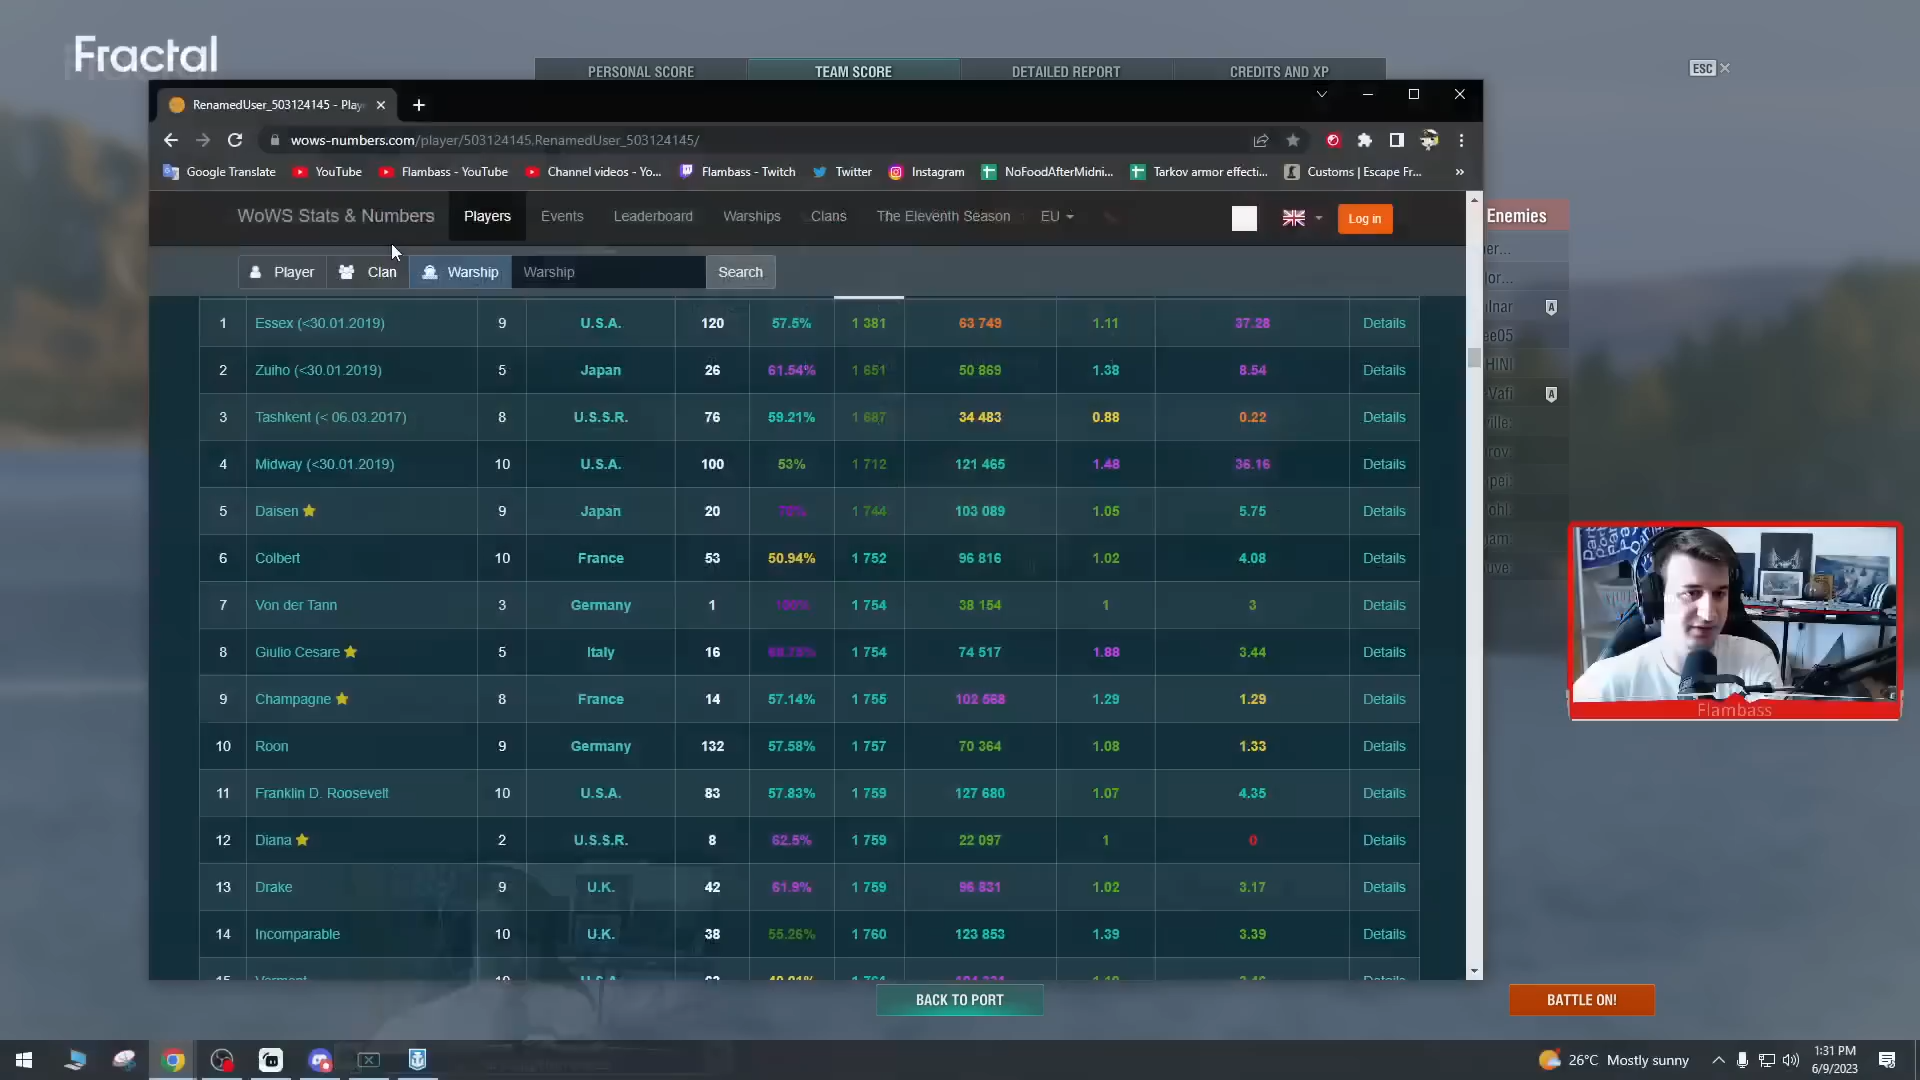 Fractal
PERSONAL SCORE TEAM SCORE DETAILED REPORT CREDITS AND XP
ESC
RenamedUser_503124145 - Play
wows-numbers.com/player/503124145,RenamedUser_503124145/
Google Translate YouTube Flambass - YouTube Channel videos - Yo... Flambass - Twitch Twitter Instagram NoFoodAfterMidni... Tarkov armor effecti... Customs | Escape Fr... »
WoWS Stats & Numbers Players Events Leaderboard Warships Clans The Eleventh Season EU Log in
Enemies
Player Clan Warship Warship Search
1 Essex (<30.01.2019) 9 U.S.A. 120 57.5% 1 381 63 749 1.11 37.28 Details
2 Zuiho (<30.01.2019) 5 Japan 26 61.54% 1 651 50 869 1.38 8.54 Details
3 Tashkent (< 06.03.2017) 8 U.S.S.R. 76 59.21% 1 687 34 483 0.88 0.22 Details
4 Midway (<30.01.2019) 10 U.S.A. 100 53% 1 712 121 465 1.48 36.16 Details
5 Daisen 9 Japan 20 70% 1 744 103 089 1.05 5.75 Details
6 Colbert 10 France 53 50.94% 1 752 96 816 1.02 4.08 Details
7 Von der Tann 3 Germany 1 100% 1 754 38 154 1 3 Details
8 Giulio Cesare 5 Italy 16 68.75% 1 754 74 517 1.88 3.44 Details
9 Champagne 8 France 14 57.14% 1 755 102 568 1.29 1.29 Details
10 Roon 9 Germany 132 57.58% 1 757 70 364 1.08 1.33 Details
11 Franklin D. Roosevelt 10 U.S.A. 83 57.83% 1 759 127 680 1.07 4.35 Details
12 Diana 2 U.S.S.R. 8 62.5% 1 759 22 097 1 0 Details
13 Drake 9 U.K. 42 61.9% 1 759 96 831 1.02 3.17 Details
14 Incomparable 10 U.K. 38 55.26% 1 760 123 853 1.39 3.39 Details
Flambass
BACK TO PORT BATTLE ON!
26°C Mostly sunny
1:31 PM
6/9/2023